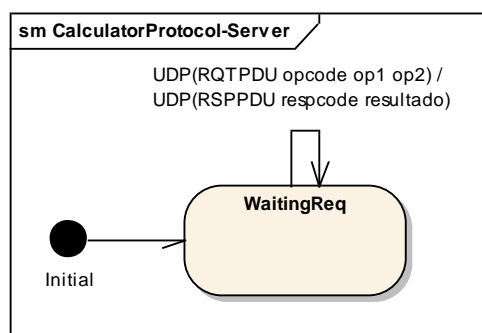 sm CalculatorProtocol-Server
UDP(RQTPDU opcode op1 op2) /
UDP(RSPPDU respcode resultado)
WaitingReq
Initial